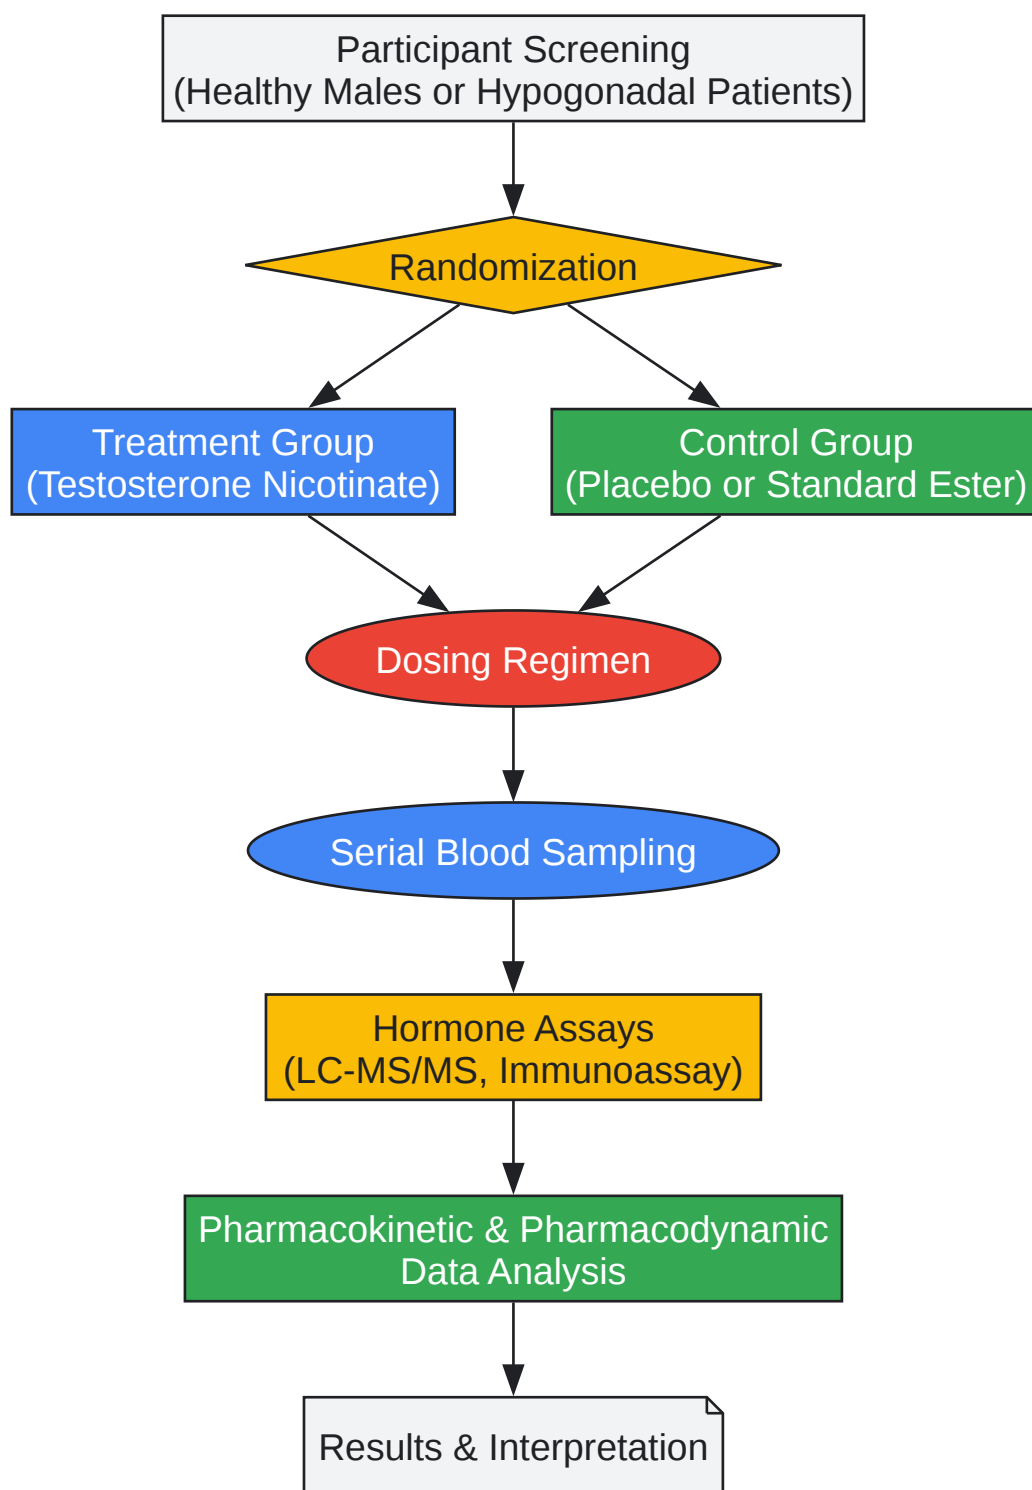 Participant Screening
(Healthy Males or Hypogonadal Patients)
Randomization
Treatment Group
(Testosterone Nicotinate)
Control Group
(Placebo or Standard Ester)
Dosing Regimen
Serial Blood Sampling
Hormone Assays
(LC-MS/MS, Immunoassay)
Pharmacokinetic & Pharmacodynamic
Data Analysis
Results & Interpretation